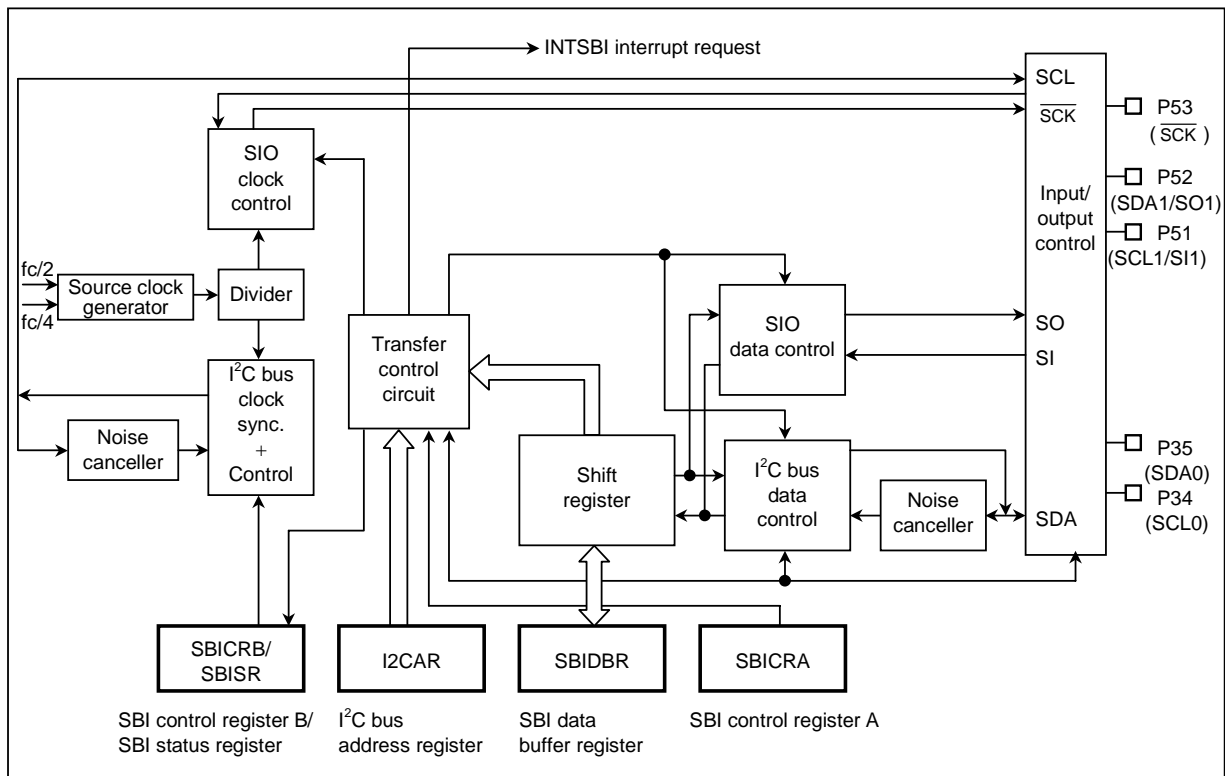 INTSBI interrupt request
SCL
SCK
P53
( SCK )
SIO
clock
control
P52
(SDA1/SO1)
Input/
output
control
P51
(SCL1/SI1)
fc/2
fc/4
Source clock
generator
Divider
SIO
data control
SO
SI
Transfer
control
circuit
I²C bus
clock
sync.
+
Control
Noise
canceller
Shift
register
I²C bus
data
control
Noise
canceller
SDA
P35
(SDA0)
P34
(SCL0)
SBICRB/
SBISR
I2CAR
SBIDBR
SBICRA
SBI control register B/
SBI status register
I²C bus
address register
SBI data
buffer register
SBI control register A